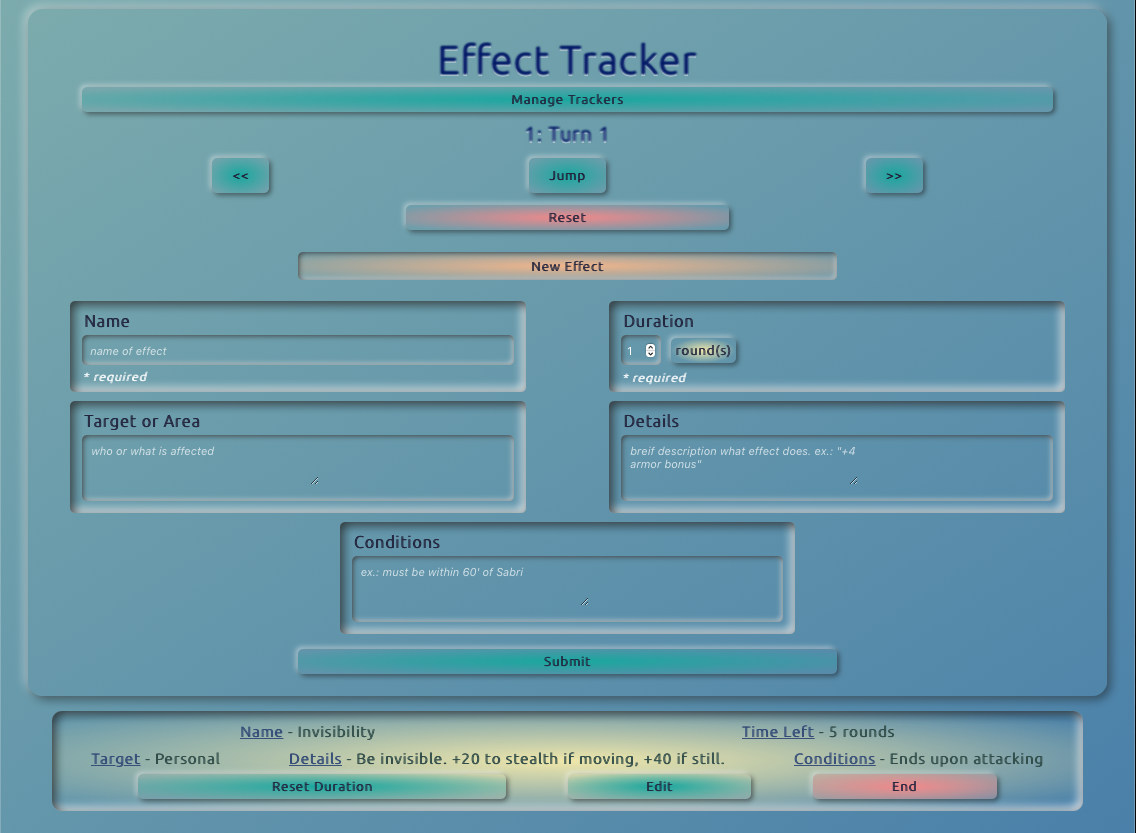 Effect Tracker
Manage Trackers
1: Turn 1
<< Jump >>
Reset
New Effect
Name
name of effect
* required
Duration
1 round(s)
* required
Target or Area
who or what is affected
Details
breif description what effect does. ex.: "+4
armor bonus"
Conditions
ex.: must be within 60' of Sabri
Submit
Name - Invisibility Time Left - 5 rounds
Target - Personal Details - Be invisible. +20 to stealth if moving, +40 if still. Conditions - Ends upon attacking
Reset Duration Edit End